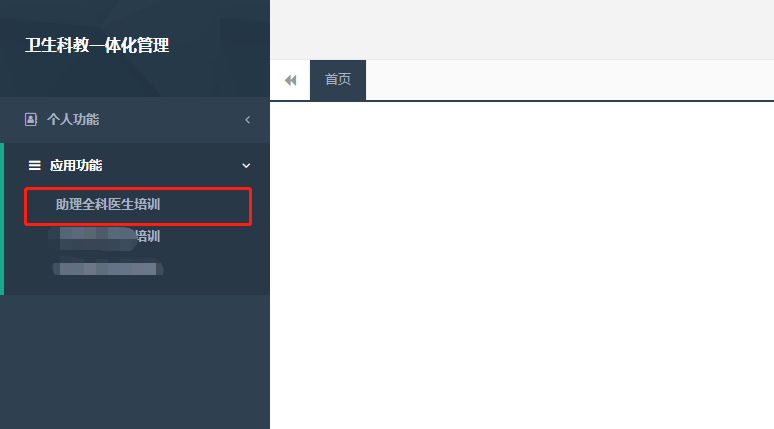 卫生科教一体化管理
首页
个人功能
应用功能
助理全科医生培训
培训